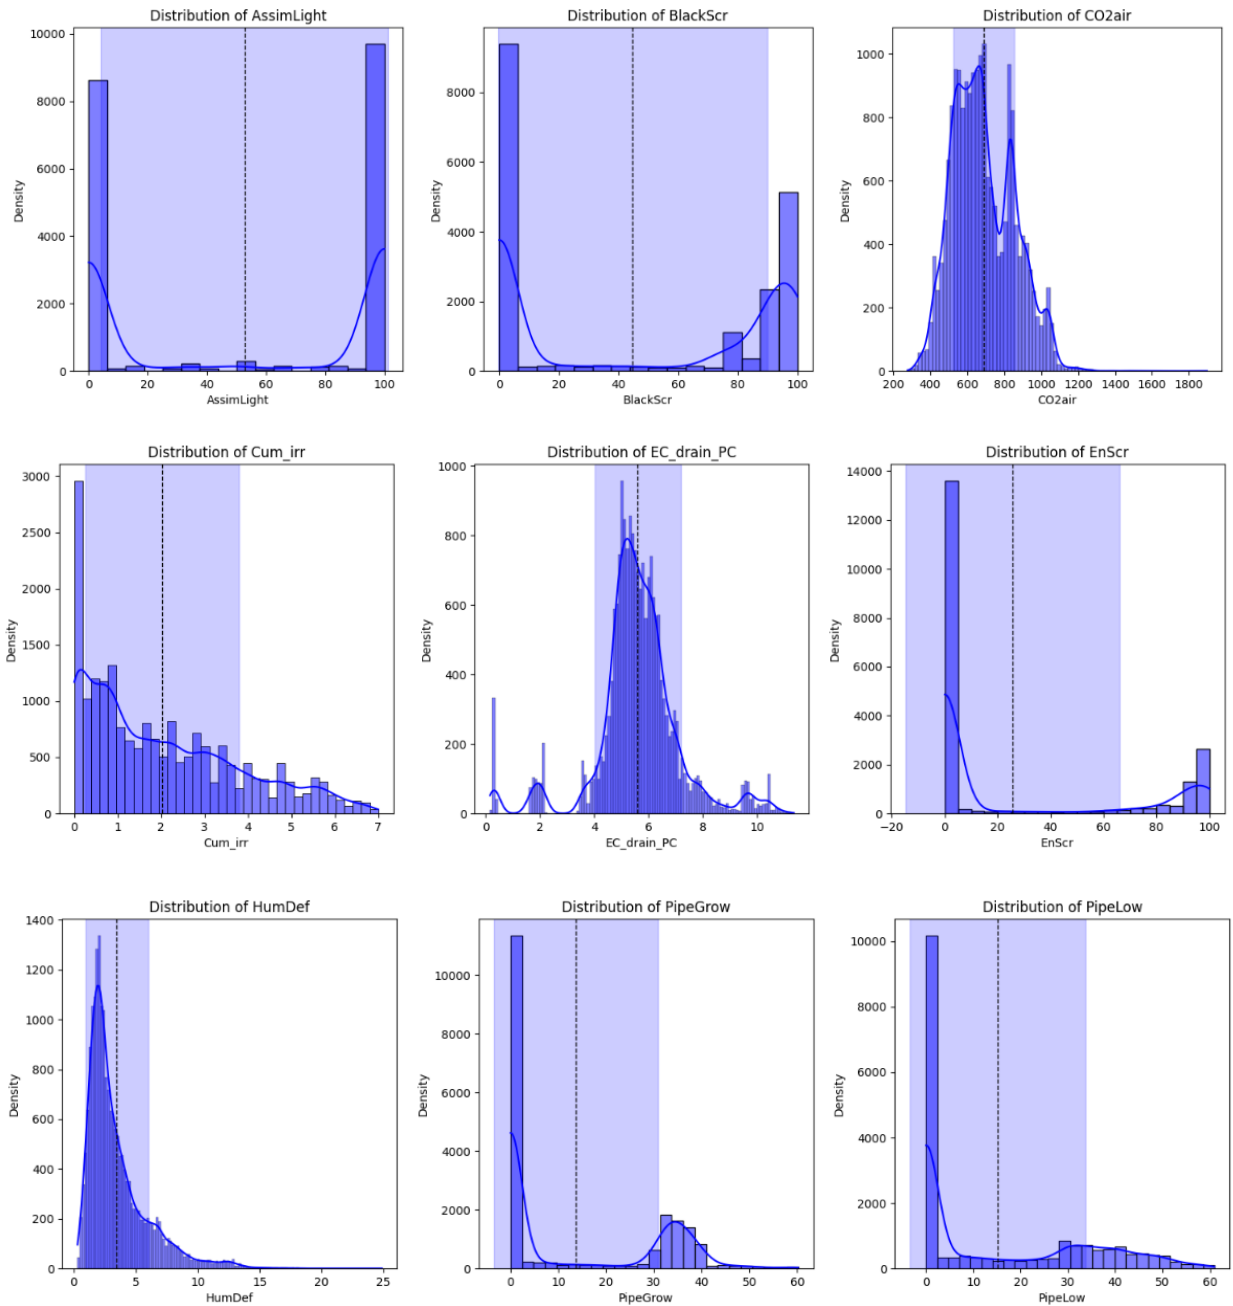 Distribution of AssimLight
Density
10000
8000
6000
4000
2000
0
0 20 40 60 80 100
AssimLight
Distribution of BlackScr
Density
8000
6000
4000
2000
0
0 20 40 60 80 100
BlackScr
Distribution of CO2air
Density
1000
800
600
400
200
0
200 400 600 800 1000 1200 1400 1600 1800
CO2air
Distribution of Cum_irr
Density
3000
2500
2000
1500
1000
500
0
0 1 2 3 4 5 6 7
Cum_irr
Distribution of EC_drain_PC
Density
1000
800
600
400
200
0
0 2 4 6 8 10
EC_drain_PC
Distribution of EnScr
Density
14000
12000
10000
8000
6000
4000
2000
0
−20 0 20 40 60 80 100
EnScr
Distribution of HumDef
Density
1400
1200
1000
800
600
400
200
0
0 5 10 15 20 25
HumDef
Distribution of PipeGrow
Density
10000
8000
6000
4000
2000
0
0 10 20 30 40 50 60
PipeGrow
Distribution of PipeLow
Density
10000
8000
6000
4000
2000
0
0 10 20 30 40 50 60
PipeLow